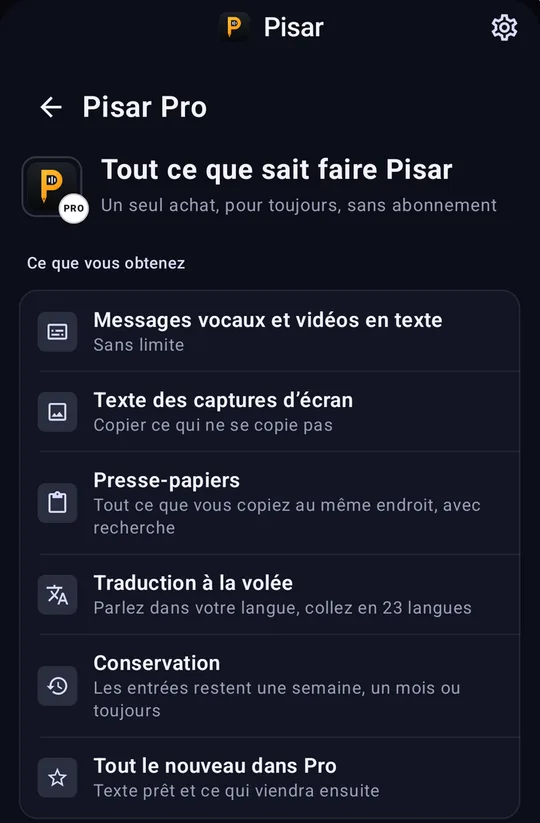 Pisar
Pisar Pro
Tout ce que sait faire Pisar
PRO
Un seul achat, pour toujours, sans abonnement
Ce que vous obtenez
Messages vocaux et vidéos en texte
Sans limite
Texte des captures d’écran
Copier ce qui ne se copie pas
Presse-papiers
Tout ce que vous copiez au même endroit, avec
recherche
Traduction à la volée
Parlez dans votre langue, collez en 23 langues
Conservation
Les entrées restent une semaine, un mois ou
toujours
Tout le nouveau dans Pro
Texte prêt et ce qui viendra ensuite